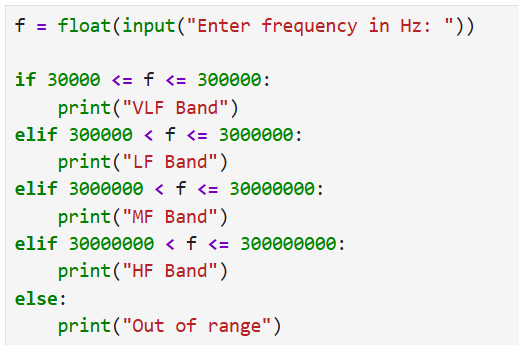 f = float(input("Enter frequency in Hz: "))

if 30000 <= f <= 300000:
    print("VLF Band")
elif 300000 < f <= 3000000:
    print("LF Band")
elif 3000000 < f <= 30000000:
    print("MF Band")
elif 30000000 < f <= 300000000:
    print("HF Band")
else:
    print("Out of range")